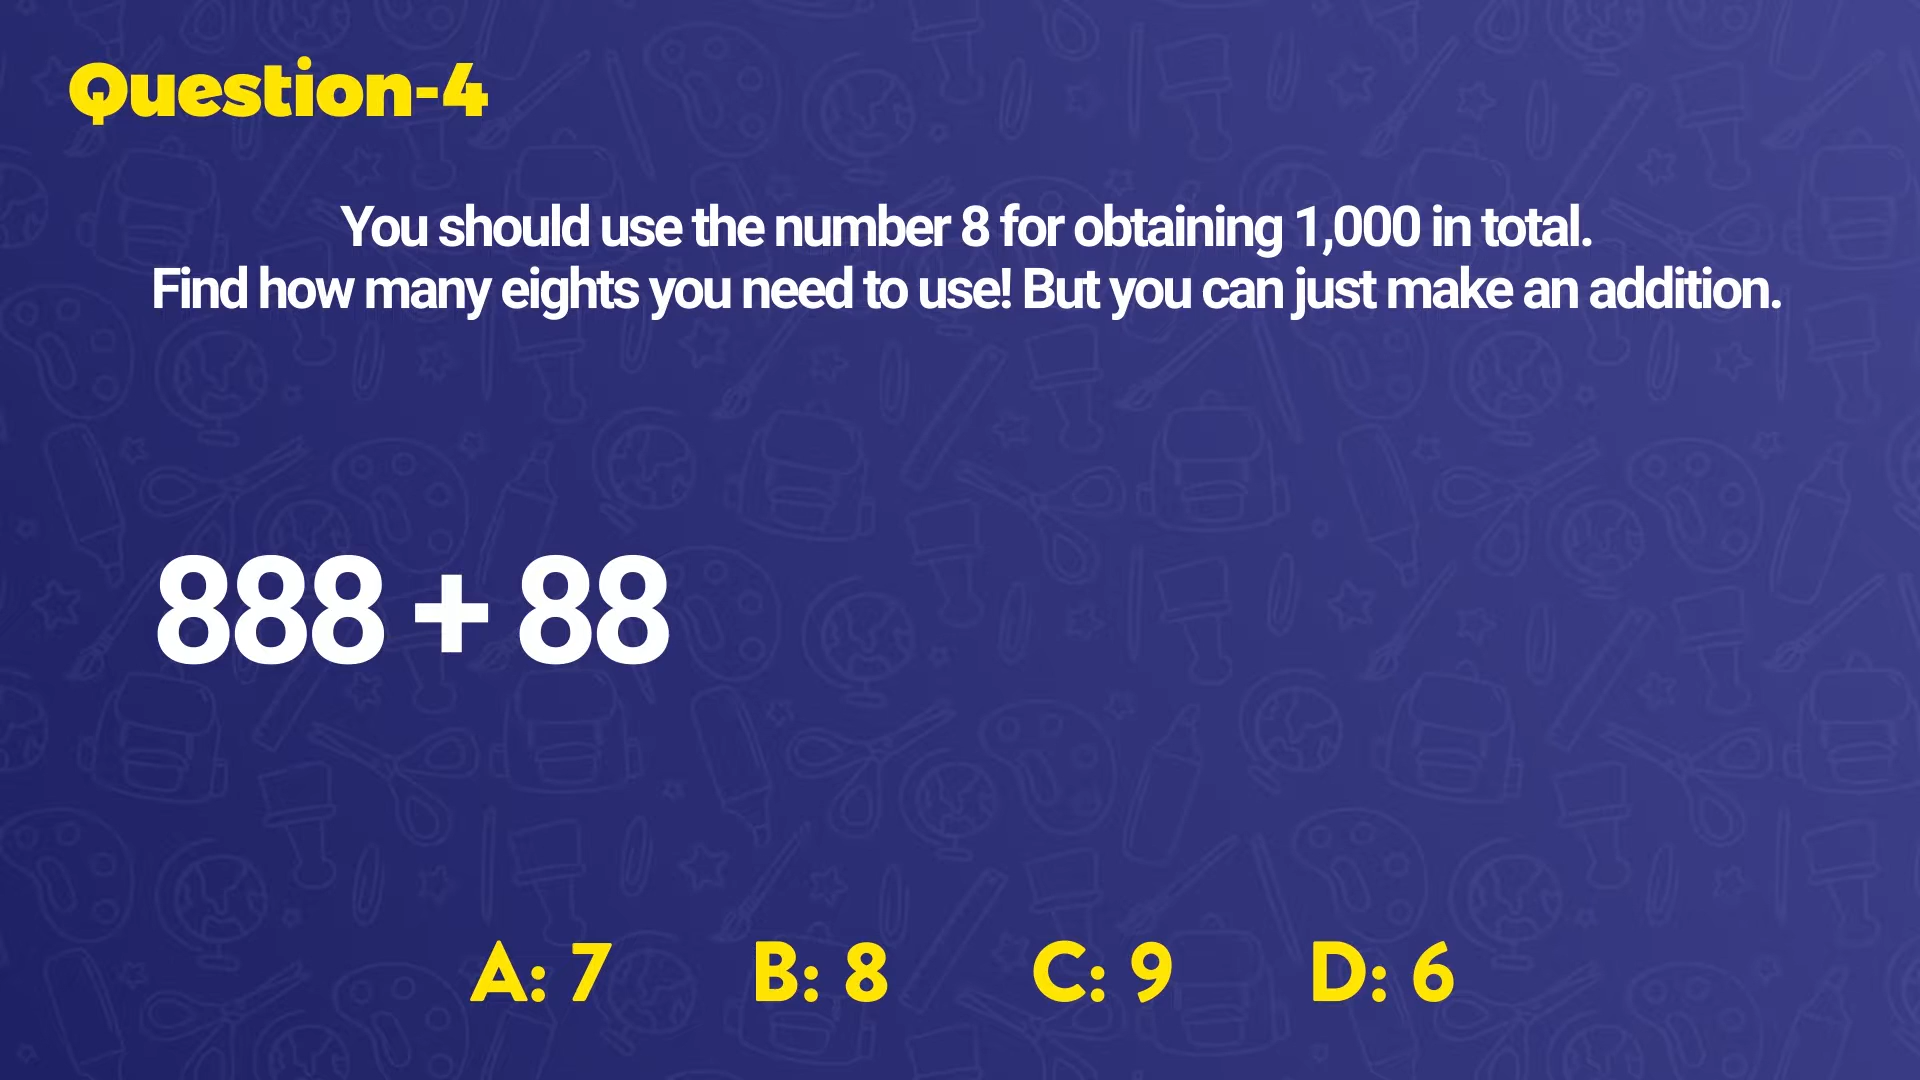 Question-4
You should use the number 8 for obtaining 1,000 in total.
Find how many eights you need to use! But you can just make an addition.
888 + 88
A: 7 B: 8 C: 9 D: 6